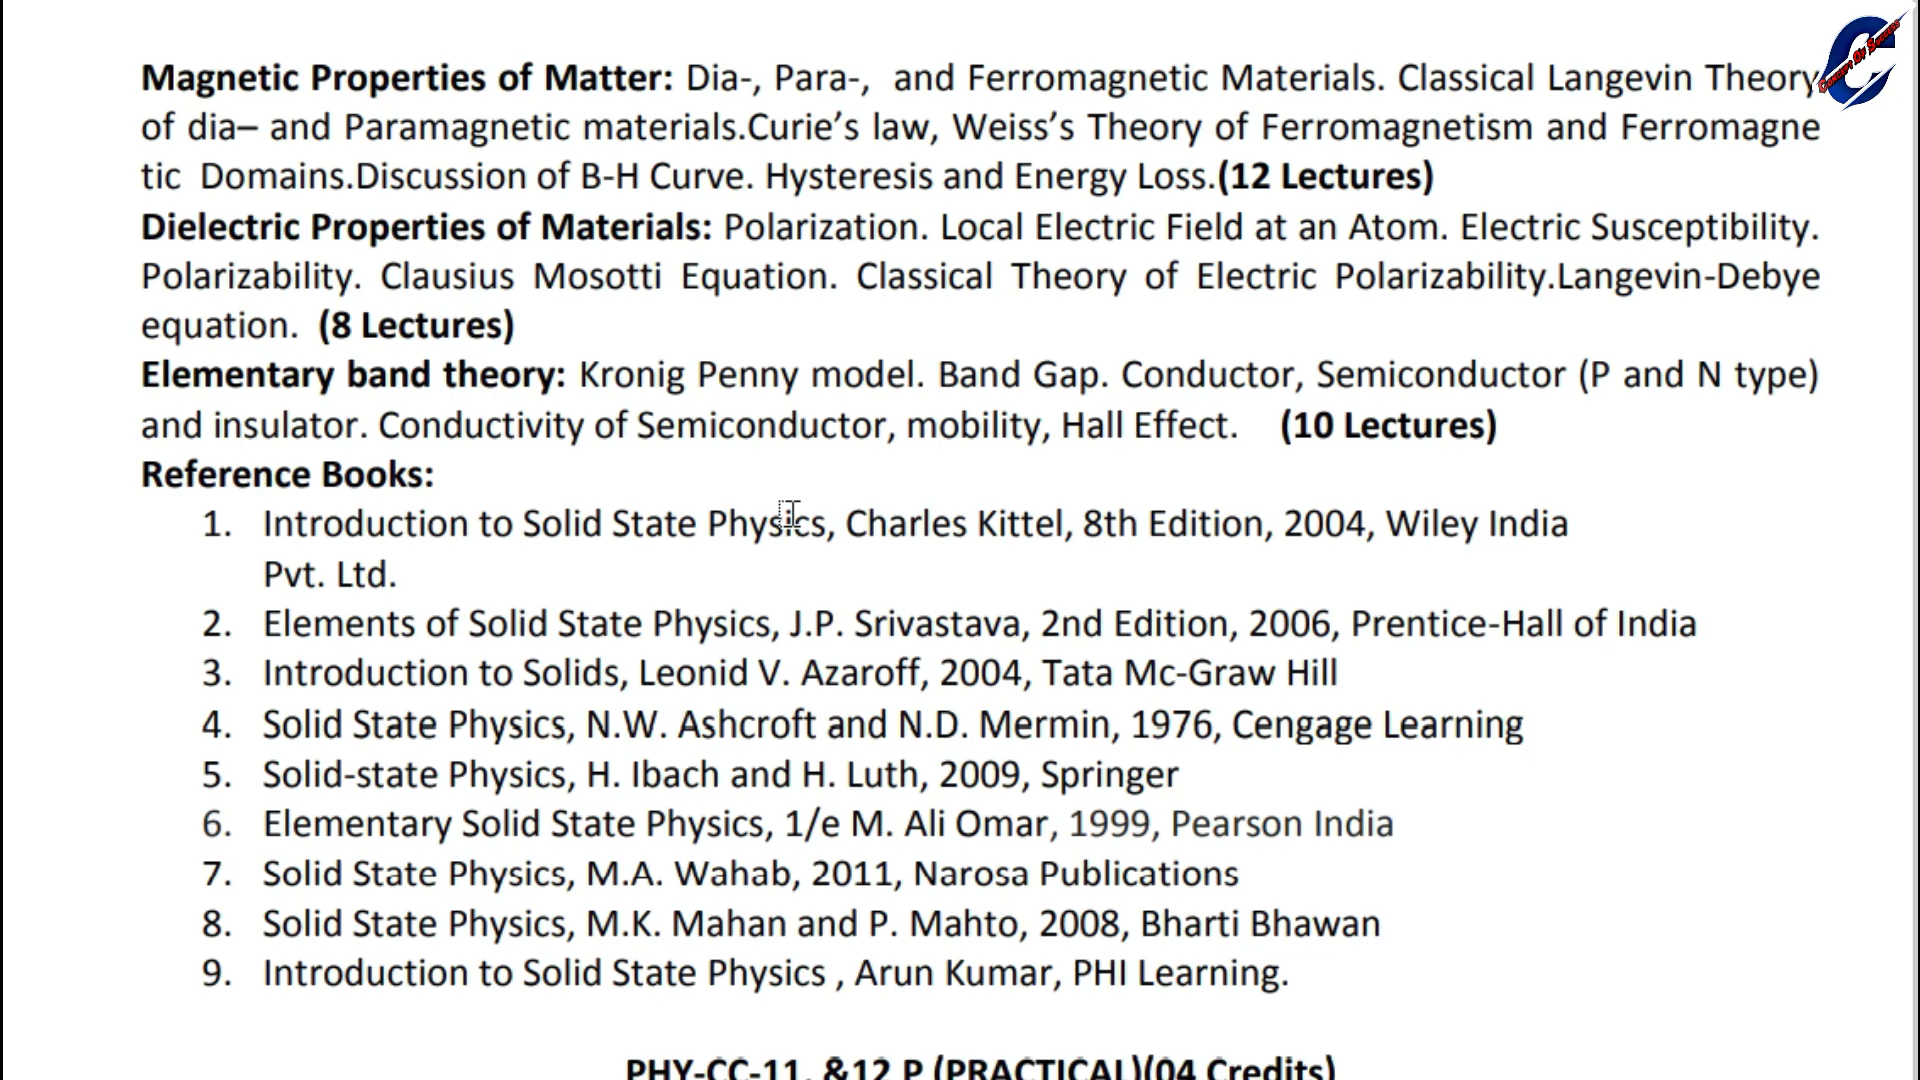 Magnetic Properties of Matter: Dia-, Para-, and Ferromagnetic Materials. Classical Langevin Theory
of dia– and Paramagnetic materials.Curie’s law, Weiss’s Theory of Ferromagnetism and Ferromagne
tic Domains.Discussion of B-H Curve. Hysteresis and Energy Loss.(12 Lectures)
Dielectric Properties of Materials: Polarization. Local Electric Field at an Atom. Electric Susceptibility.
Polarizability. Clausius Mosotti Equation. Classical Theory of Electric Polarizability.Langevin-Debye
equation. (8 Lectures)
Elementary band theory: Kronig Penny model. Band Gap. Conductor, Semiconductor (P and N type)
and insulator. Conductivity of Semiconductor, mobility, Hall Effect. (10 Lectures)
Reference Books:
1. Introduction to Solid State Physics, Charles Kittel, 8th Edition, 2004, Wiley India
Pvt. Ltd.
2. Elements of Solid State Physics, J.P. Srivastava, 2nd Edition, 2006, Prentice-Hall of India
3. Introduction to Solids, Leonid V. Azaroff, 2004, Tata Mc-Graw Hill
4. Solid State Physics, N.W. Ashcroft and N.D. Mermin, 1976, Cengage Learning
5. Solid-state Physics, H. Ibach and H. Luth, 2009, Springer
6. Elementary Solid State Physics, 1/e M. Ali Omar, 1999, Pearson India
7. Solid State Physics, M.A. Wahab, 2011, Narosa Publications
8. Solid State Physics, M.K. Mahan and P. Mahto, 2008, Bharti Bhawan
9. Introduction to Solid State Physics , Arun Kumar, PHI Learning.
PHY-CC-11, &12 P (PRACTICAL)(04 Credits)
Concept Of Success